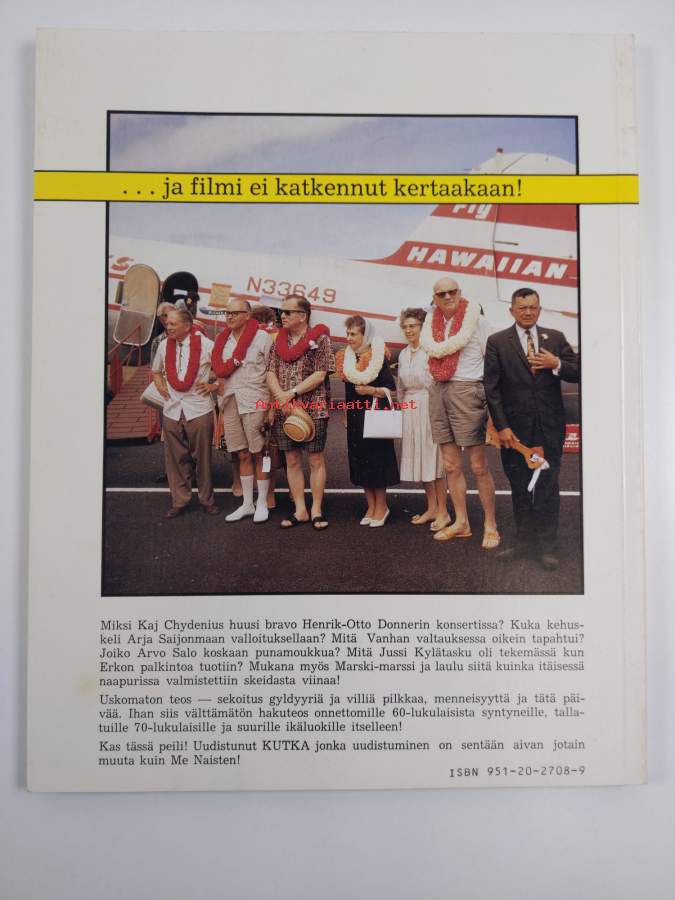 . . . ja filmi ei katkennut kertaakaan!
Fly
HAWAIIAN
N33649
Antikvariaatti.net
Miksi Kaj Chydenius huusi bravo Henrik-Otto Donnerin konsertissa? Kuka kehus-
keli Arja Saijonmaan valloituksellaan? Mitä Vanhan valtauksessa oikein tapahtui?
Joiko Arvo Salo koskaan punamoukkua? Mitä Jussi Kylätasku oli tekemässä kun
Erkon palkintoa tuotiin? Mukana myös Marski-marssi ja laulu siitä kuinka itäisessä
naapurissa valmistettiin skeidasta viinaa!
Uskomaton teos — sekoitus gyldyyriä ja villiä pilkkaa, menneisyyttä ja tätä päi-
vää. Ihan siis välttämätön hakuteos onnettomille 60-lukulaisista syntyneille, talla-
tuille 70-lukulaisille ja suurille ikäluokille itselleen!
Kas tässä peili! Uudistunut KUTKA jonka uudistuminen on sentään aivan jotain
muuta kuin Me Naisten!
ISBN 951-20-2708-9